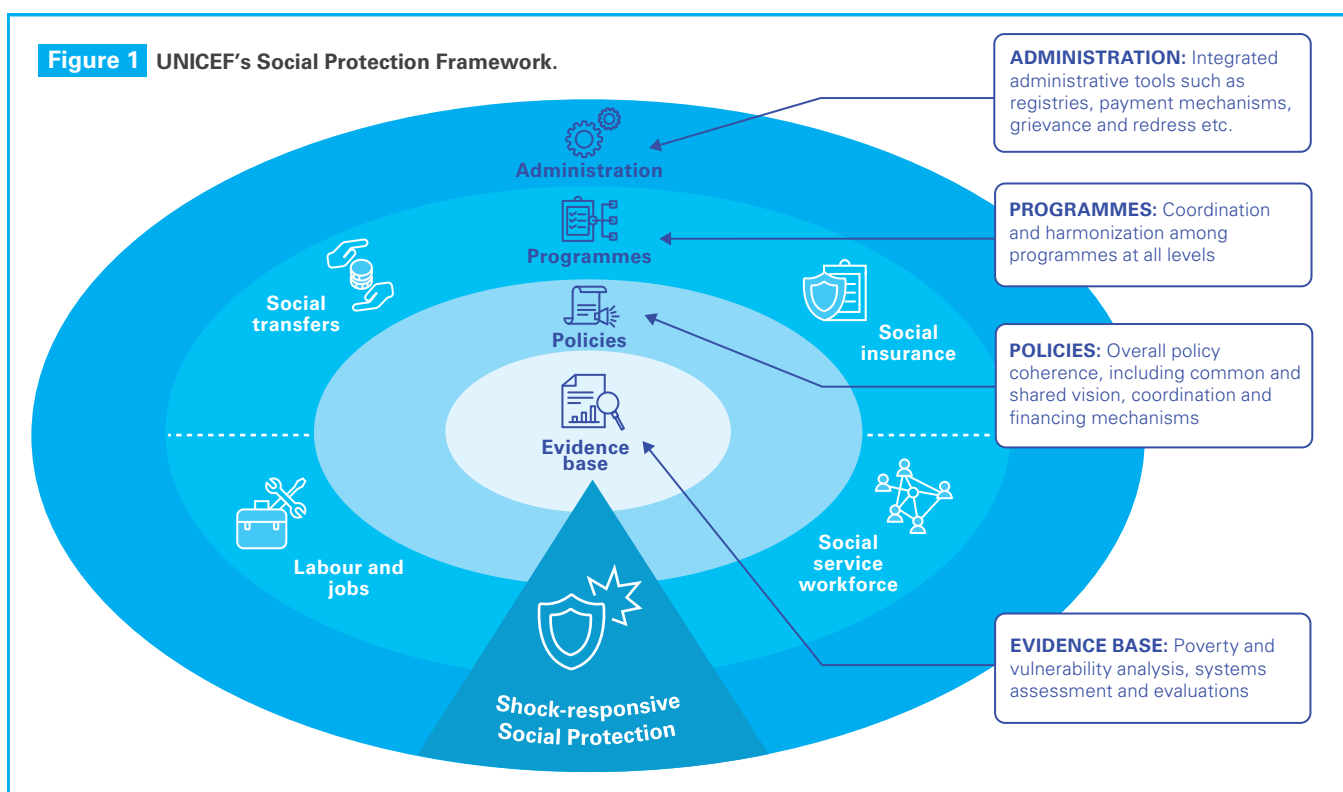 Figure 1 UNICEF's Social Protection Framework.
Administration
Programmes
Social
transfers
Social
insurance
Policies
Evidence
base
Labour and
jobs
Social
service
workforce
Shock-responsive
Social Protection
ADMINISTRATION: Integrated
administrative tools such as
registries, payment mechanisms,
grievance and redress etc.
PROGRAMMES: Coordination
and harmonization among
programmes at all levels
POLICIES: Overall policy
coherence, including common and
shared vision, coordination and
financing mechanisms
EVIDENCE BASE: Poverty and
vulnerability analysis, systems
assessment and evaluations